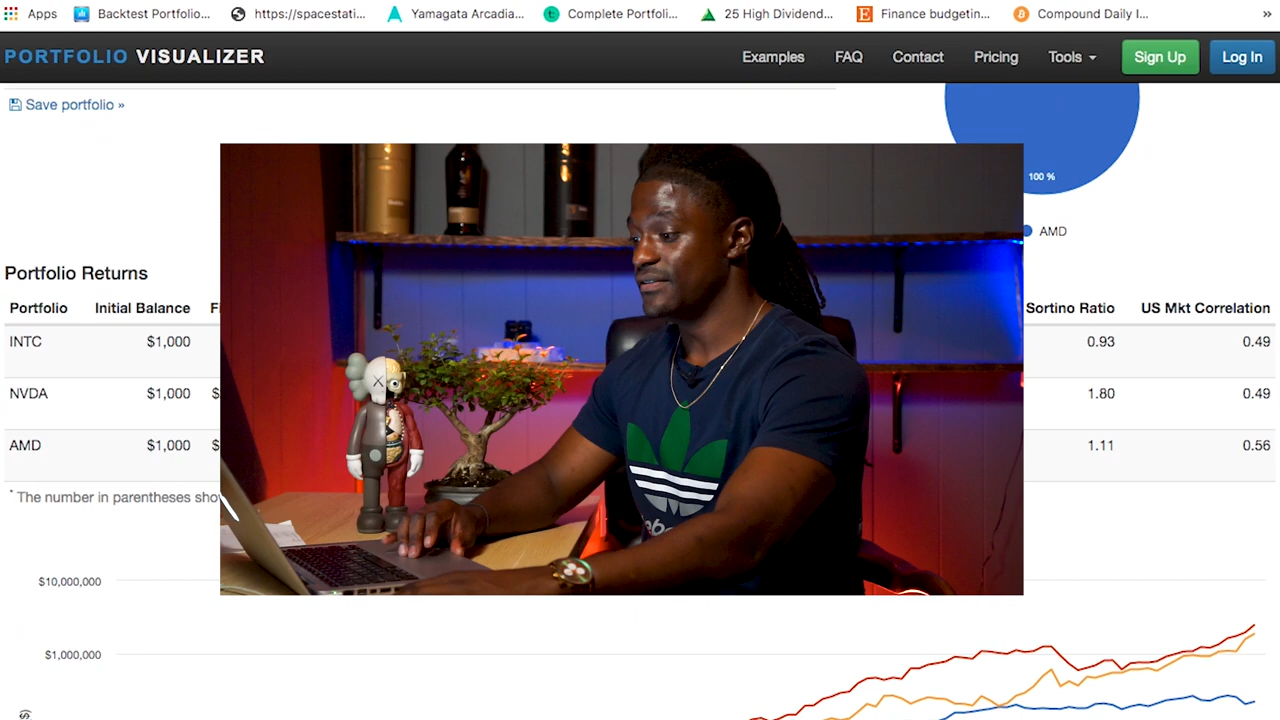 Apps Backtest Portfolio... https://spacestati... Yamagata Arcadia... Complete Portfoli... 25 High Dividend... Finance budgetin... Compound Daily I... »
PORTFOLIO VISUALIZER Examples FAQ Contact Pricing Tools Sign Up Log In
Save portfolio »
100 %
AMD
Portfolio Returns
Portfolio Initial Balance Sortino Ratio US Mkt Correlation
INTC $1,000 0.93 0.49
NVDA $1,000 $ 1.80 0.49
AMD $1,000 $ 1.11 0.56
* The number in parentheses
$10,000,000
$1,000,000
$)